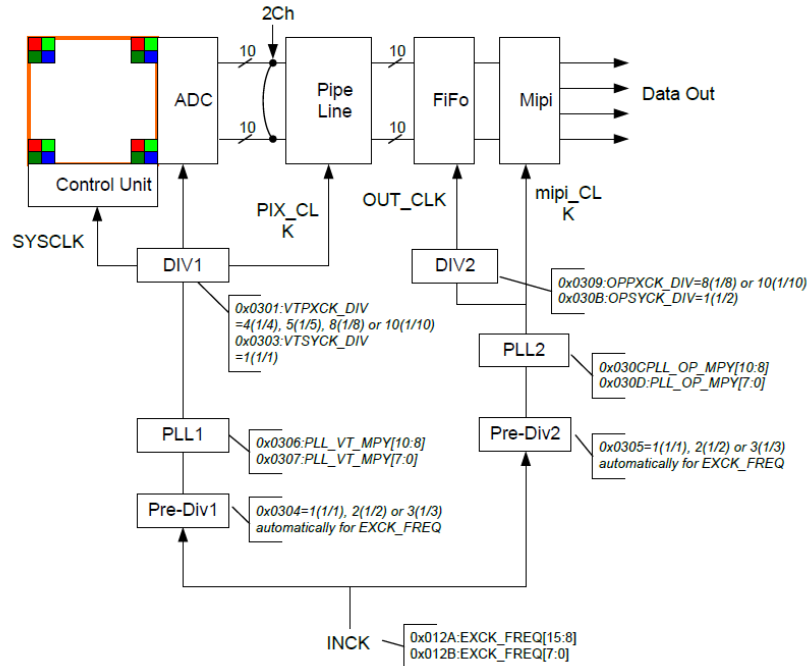 2Ch
10
10
ADC
Pipe
Line
FiFo
Mipi
Data Out
10
10
Control Unit
SYSCLK
PIX_CL
K
OUT_CLK
mipi_CL
K
DIV1
DIV2
0x0309:OPPXCK_DIV=8(1/8) or 10(1/10)
0x030B:OPSYCK_DIV=1(1/2)
0x0301:VTPXCK_DIV
=4(1/4), 5(1/5), 8(1/8) or 10(1/10)
0x0303:VTSYCK_DIV
=1(1/1)
PLL2
0x030CPLL_OP_MPY[10:8]
0x030D:PLL_OP_MPY[7:0]
PLL1
0x0306:PLL_VT_MPY[10:8]
0x0307:PLL_VT_MPY[7:0]
Pre-Div2
0x0305=1(1/1), 2(1/2) or 3(1/3)
automatically for EXCK_FREQ
Pre-Div1
0x0304=1(1/1), 2(1/2) or 3(1/3)
automatically for EXCK_FREQ
INCK
0x012A:EXCK_FREQ[15:8]
0x012B:EXCK_FREQ[7:0]